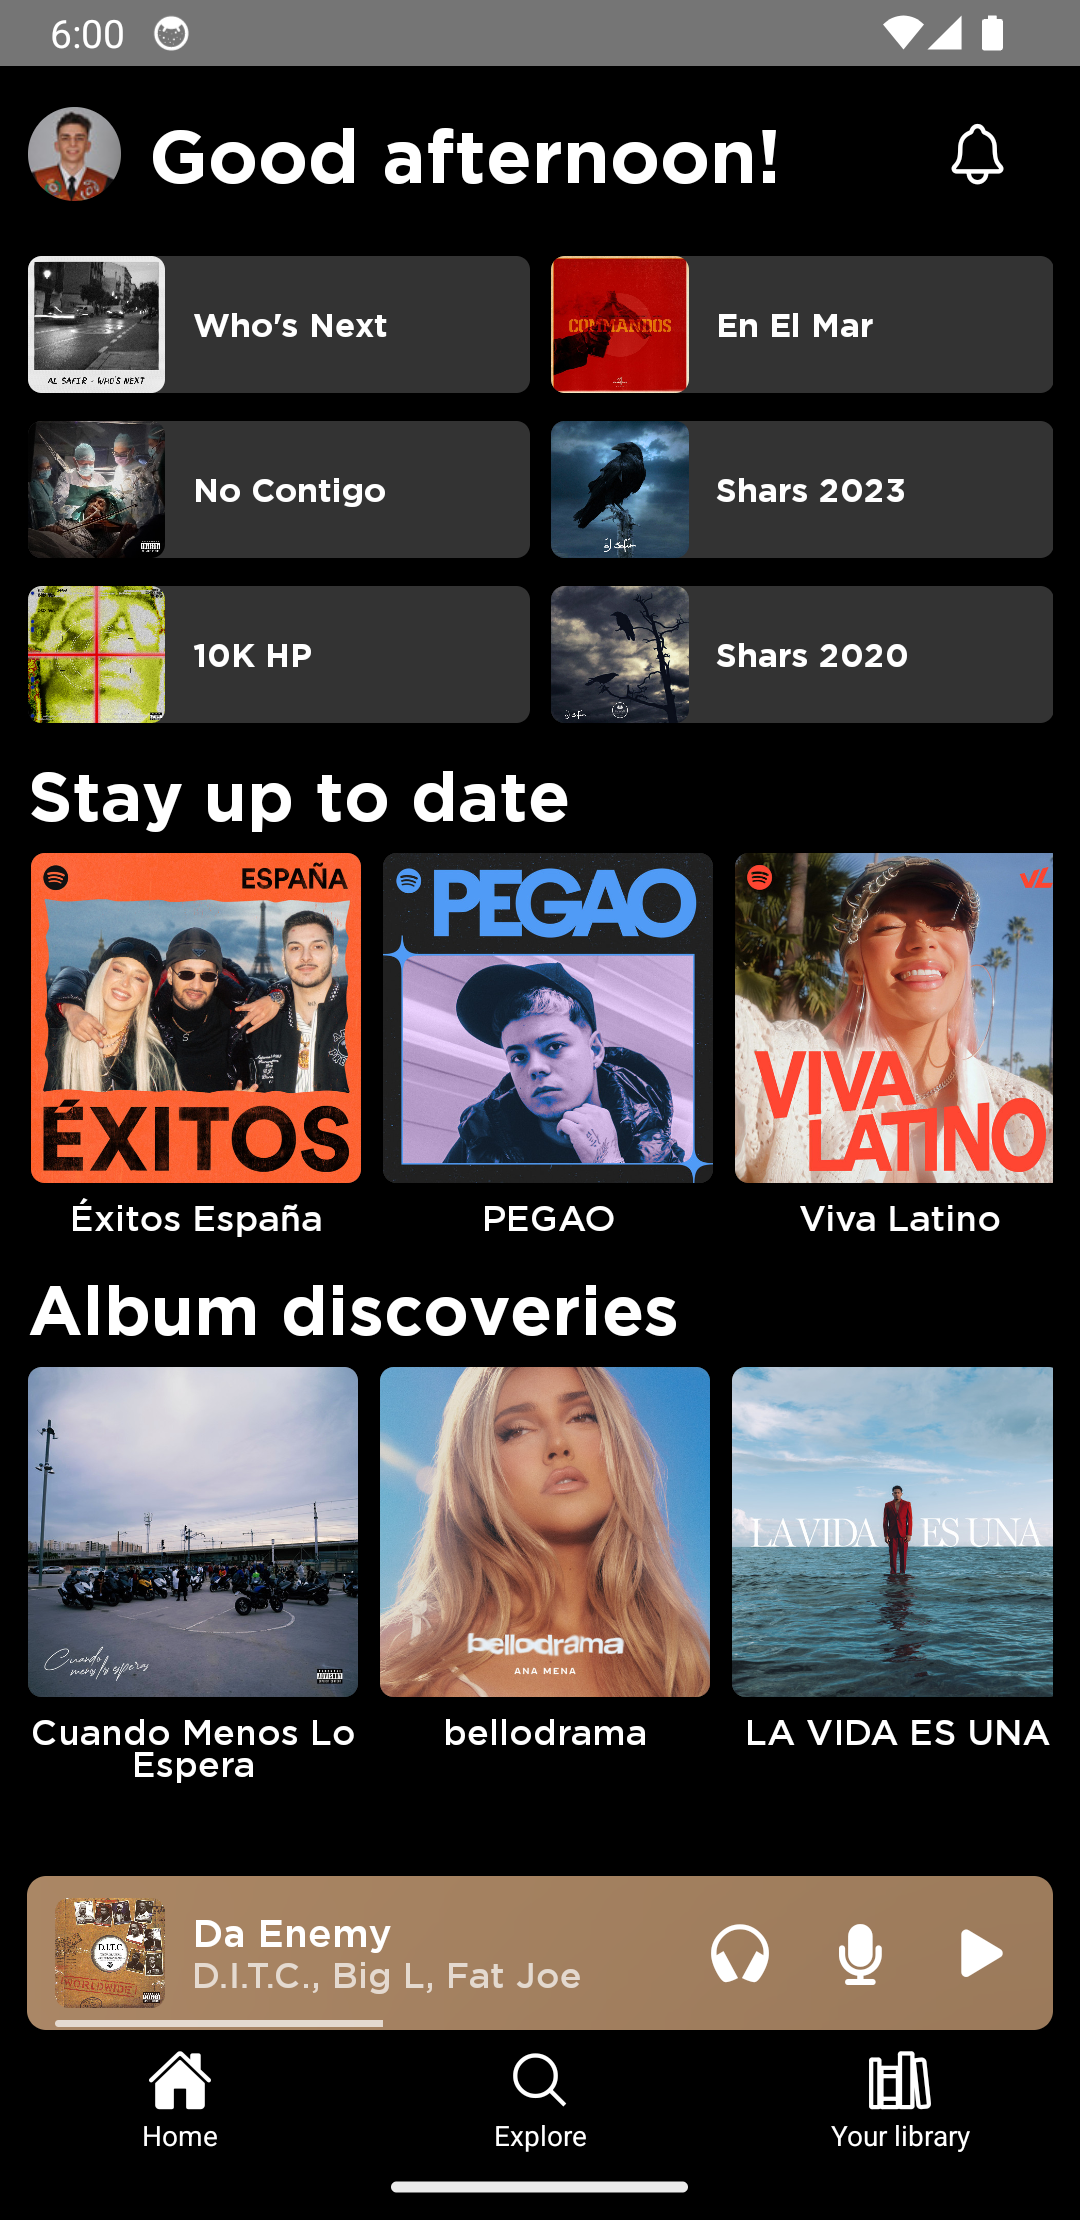 6:00
Good afternoon!
AL SAFIR - WHO'S NEXT
Who's Next
COMMANDOS
En El Mar
No Contigo
Shars 2023
10K HP
Shars 2020
Stay up to date
ESPAÑA
ÉXITOS
PEGAO
VL
VIVA
LATINO
Éxitos España
PEGAO
Viva Latino
Album discoveries
Cuando
menos lo esperas
bellodrama
ANA MENA
LA VIDA ES UNA
Cuando Menos Lo
Espera
bellodrama
LA VIDA ES UNA
D.I.T.C.
WORLDWIDE
Da Enemy
D.I.T.C., Big L, Fat Joe
Home
Explore
Your library